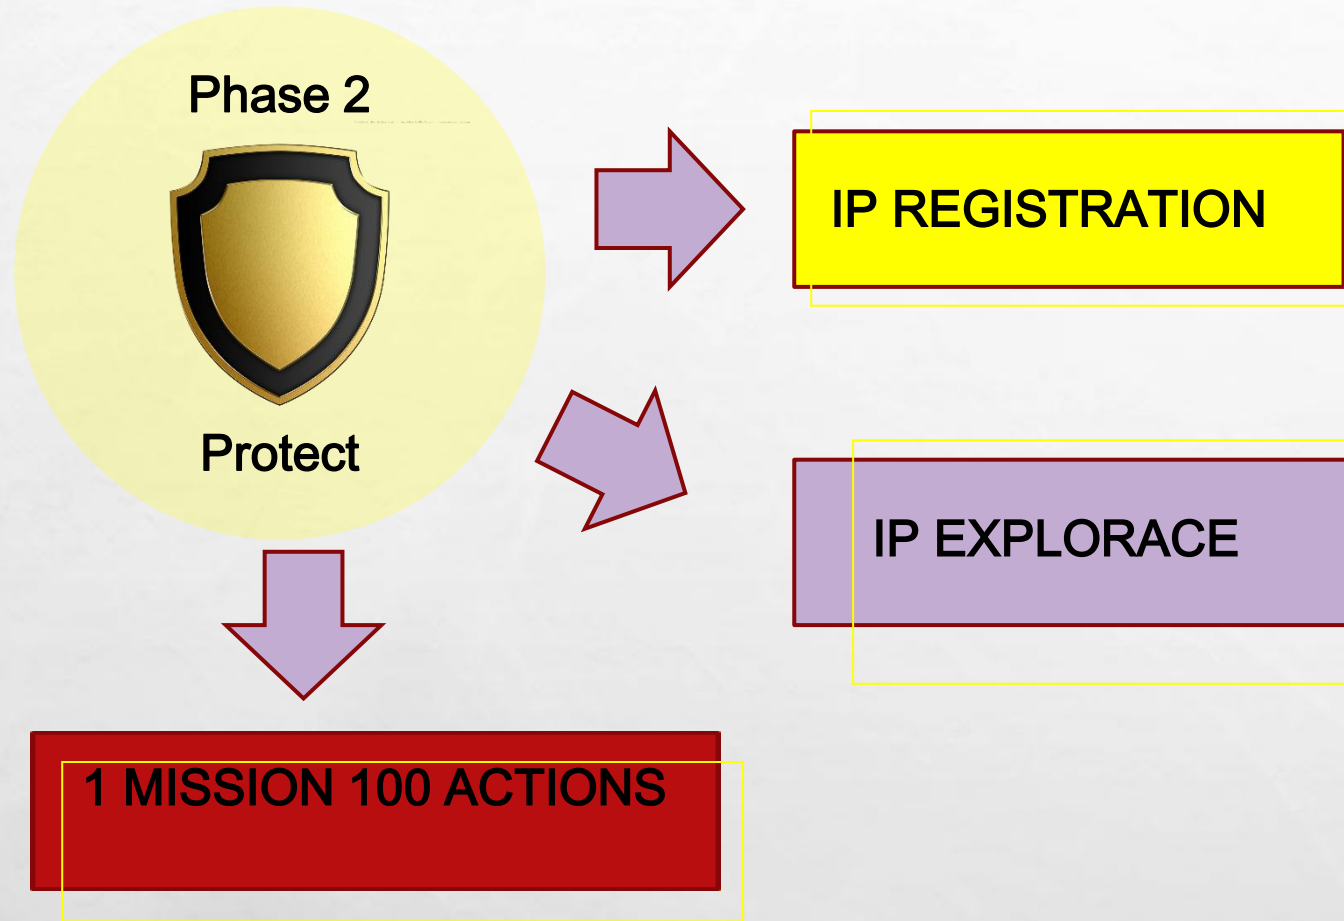 Phase 2
Protect
IP REGISTRATION
IP EXPLORACE
1 MISSION 100 ACTIONS